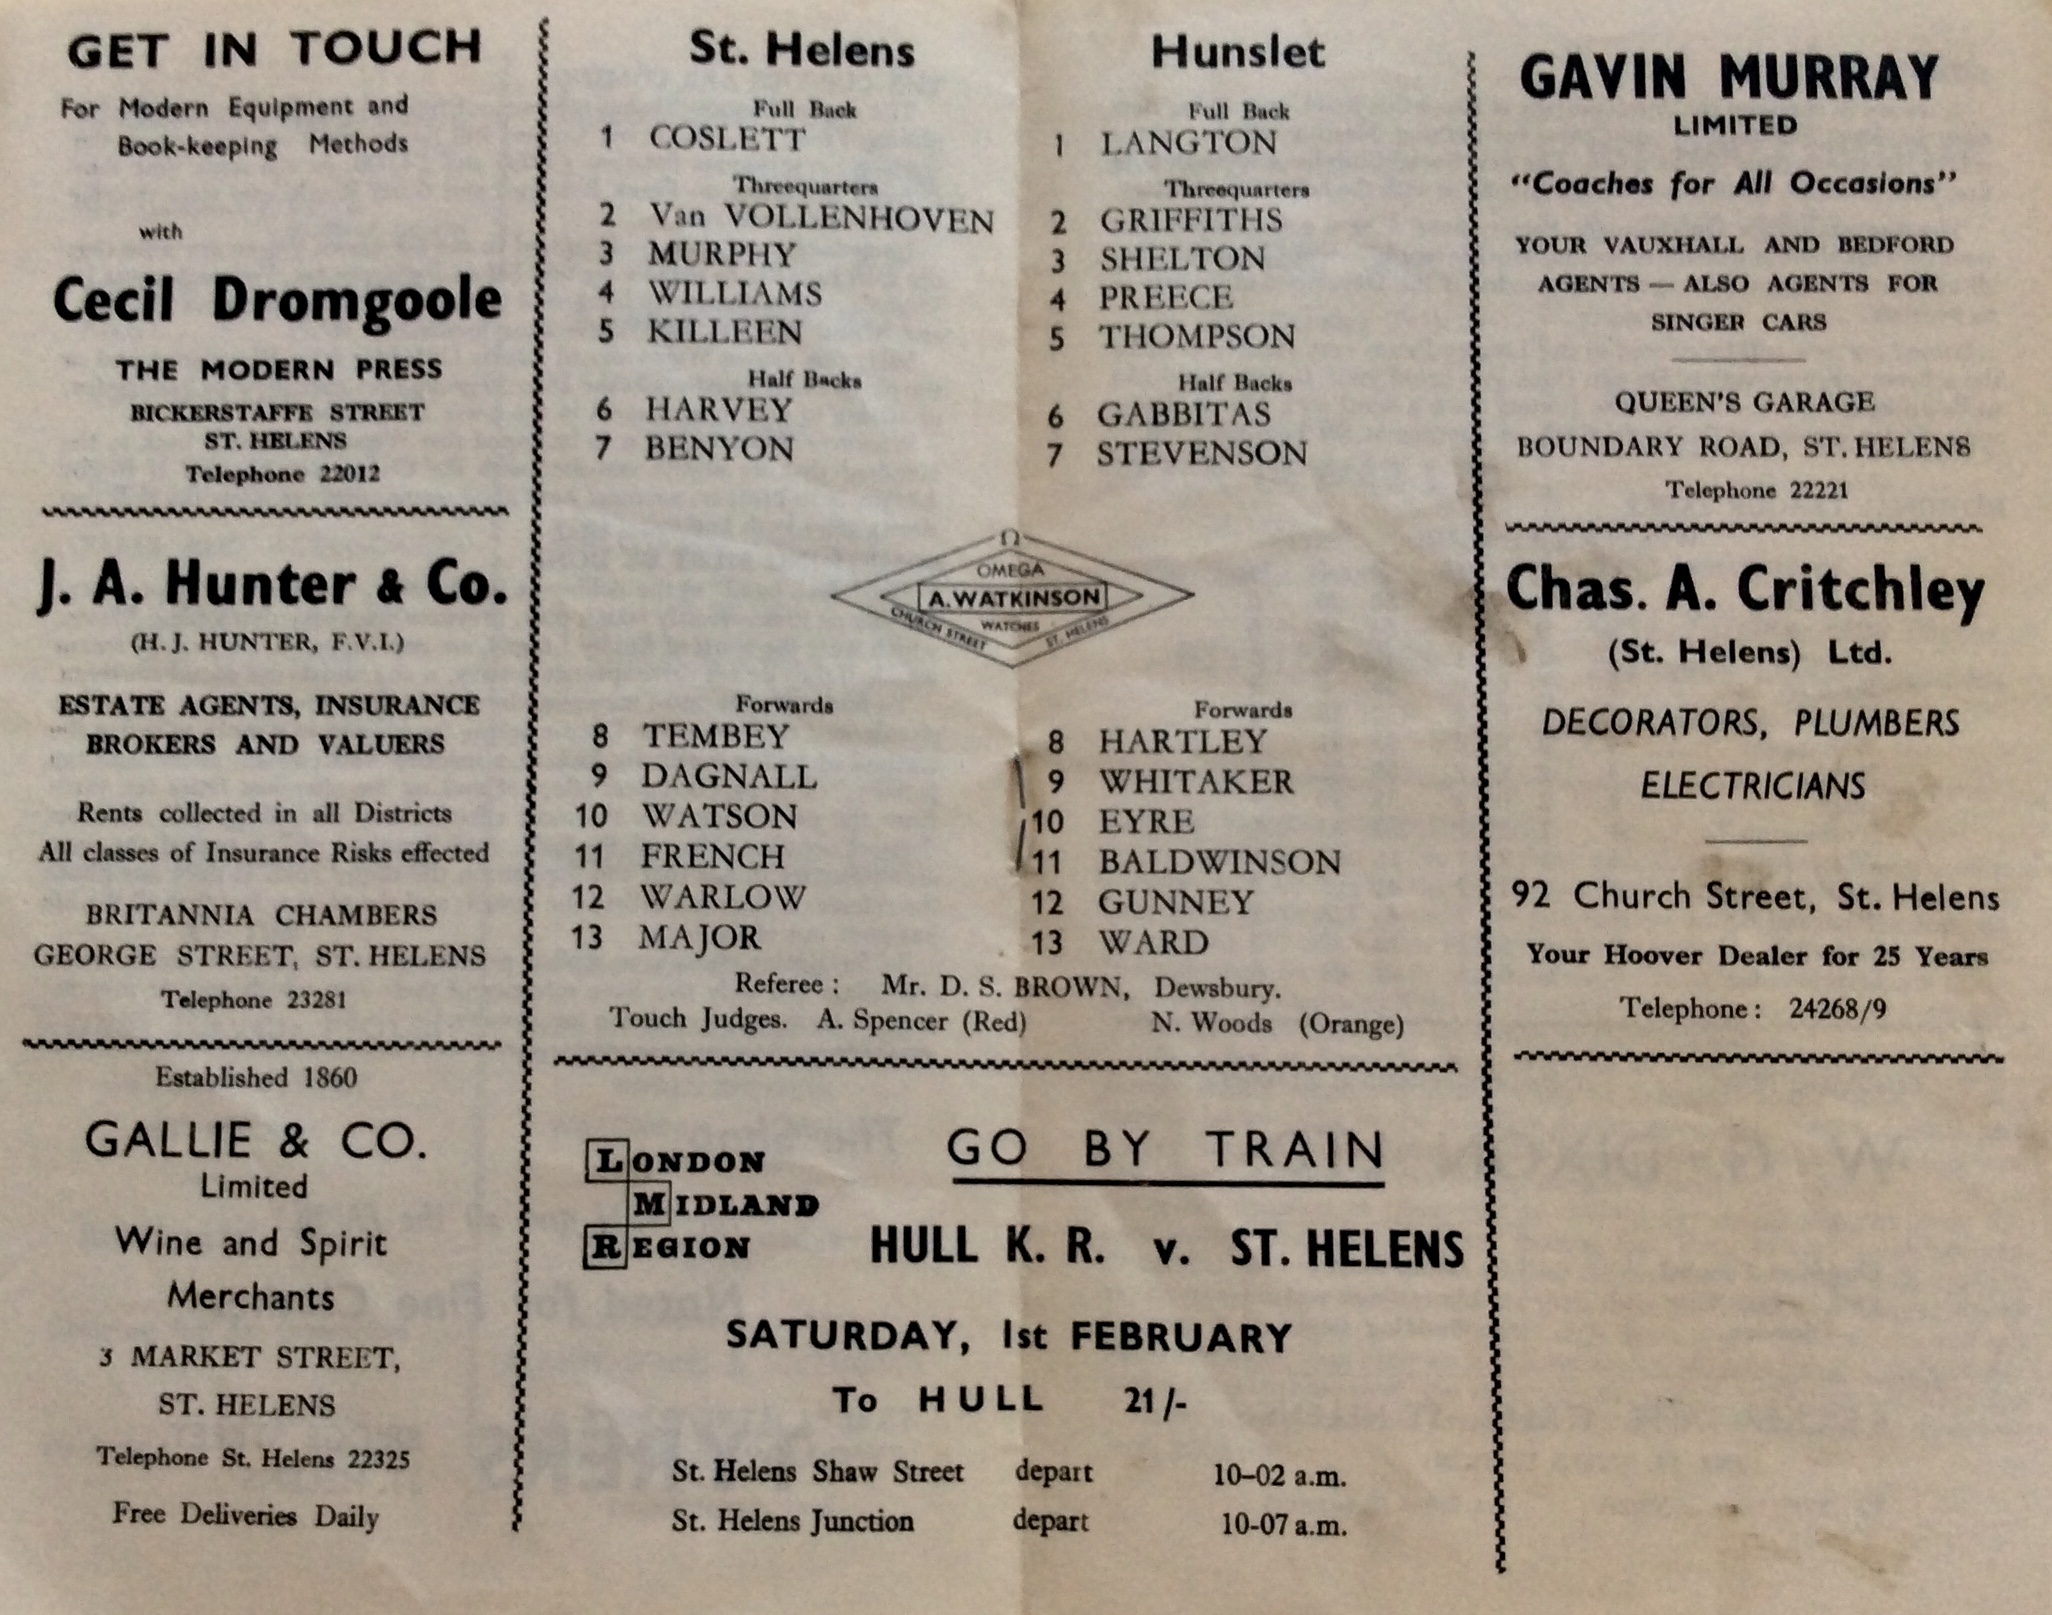 GET IN TOUCH
For Modern Equipment and
Book-keeping Methods
with
Cecil Dromgoole
THE MODERN PRESS
BICKERSTAFFE STREET
ST. HELENS
Telephone 22012
J. A. Hunter & Co.
(H. J. HUNTER, F.V.I.)
ESTATE AGENTS, INSURANCE
BROKERS AND VALUERS
Rents collected in all Districts
All classes of Insurance Risks effected
BRITANNIA CHAMBERS
GEORGE STREET, ST. HELENS
Telephone 23281
Established 1860
GALLIE & CO.
Limited
Wine and Spirit
Merchants
3 MARKET STREET,
ST. HELENS
Telephone St. Helens 22325
Free Deliveries Daily
St. Helens
Full Back
1 COSLETT
Threequarters
2 Van VOLLENHOVEN
3 MURPHY
4 WILLIAMS
5 KILLEEN
Half Backs
6 HARVEY
7 BENYON
Hunslet
Full Back
1 LANGTON
Threequarters
2 GRIFFITHS
3 SHELTON
4 PREECE
5 THOMPSON
Half Backs
6 GABBITAS
7 STEVENSON
Ω
OMEGA
A. WATKINSON
WATCHES
CHURCH STREET ST. HELENS
Forwards
8 TEMBEY
9 DAGNALL
10 WATSON
11 FRENCH
12 WARLOW
13 MAJOR
Forwards
8 HARTLEY
9 WHITAKER
10 EYRE
11 BALDWINSON
12 GUNNEY
13 WARD
Referee : Mr. D. S. BROWN, Dewsbury.
Touch Judges. A. Spencer (Red) N. Woods (Orange)
LONDON
MIDLAND
REGION
GO BY TRAIN
HULL K. R. v. ST. HELENS
SATURDAY, 1st FEBRUARY
To HULL 21/-
St. Helens Shaw Street depart 10–02 a.m.
St. Helens Junction depart 10-07 a.m.
GAVIN MURRAY
LIMITED
"Coaches for All Occasions"
YOUR VAUXHALL AND BEDFORD
AGENTS — ALSO AGENTS FOR
SINGER CARS
QUEEN'S GARAGE
BOUNDARY ROAD, ST. HELENS
Telephone 22221
Chas. A. Critchley
(St. Helens) Ltd.
DECORATORS, PLUMBERS
ELECTRICIANS
92 Church Street, St. Helens
Your Hoover Dealer for 25 Years
Telephone : 24268/9